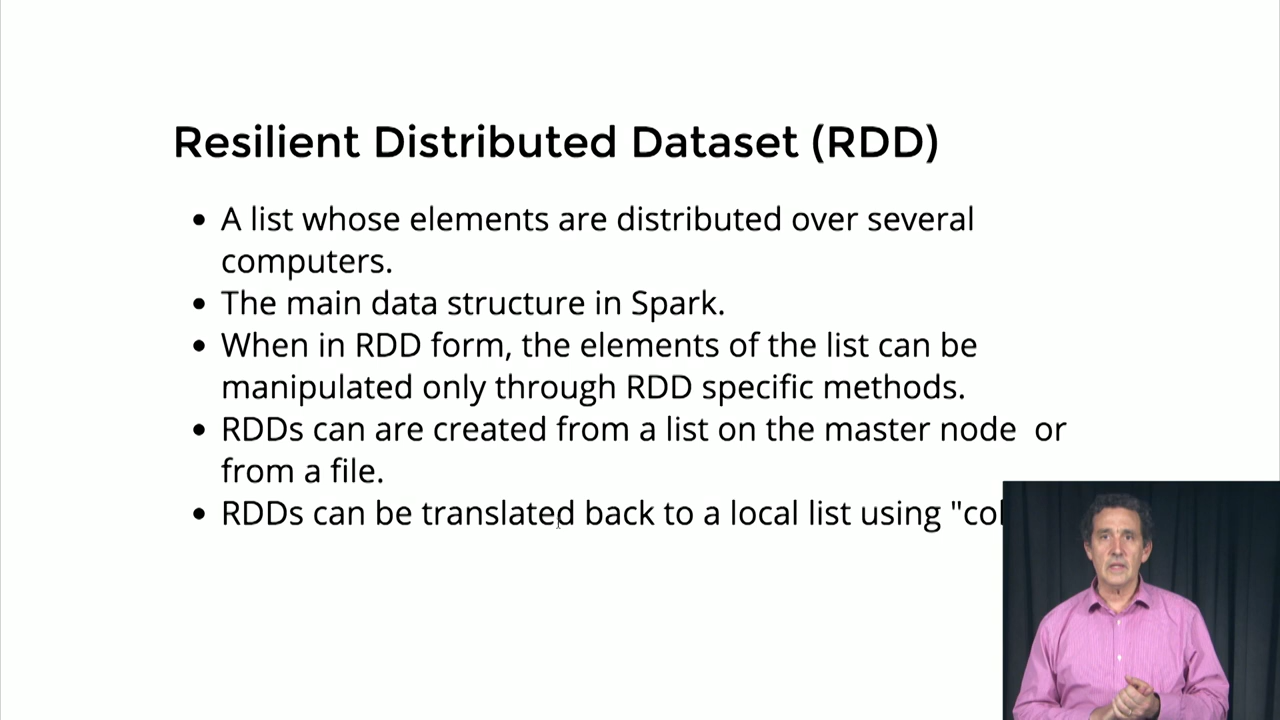 Resilient Distributed Dataset (RDD)
• A list whose elements are distributed over several
computers.
• The main data structure in Spark.
• When in RDD form, the elements of the list can be
manipulated only through RDD specific methods.
• RDDs can are created from a list on the master node  or
from a file.
• RDDs can be translated back to a local list using